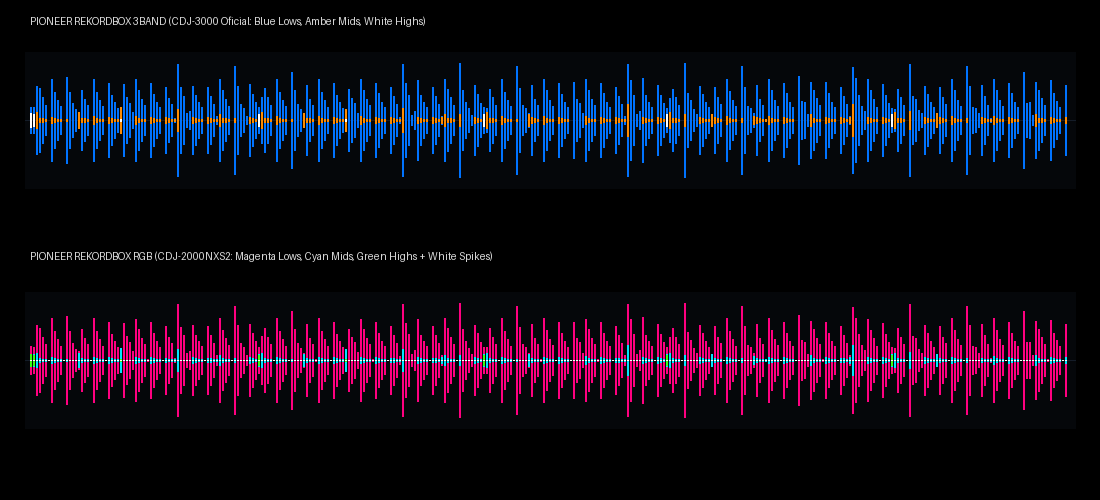 PIONEER REKORDBOX 3BAND (CDJ-3000 Oficial: Blue Lows, Amber Mids, White Highs)
PIONEER REKORDBOX RGB (CDJ-2000NXS2: Magenta Lows, Cyan Mids, Green Highs + White Spikes)